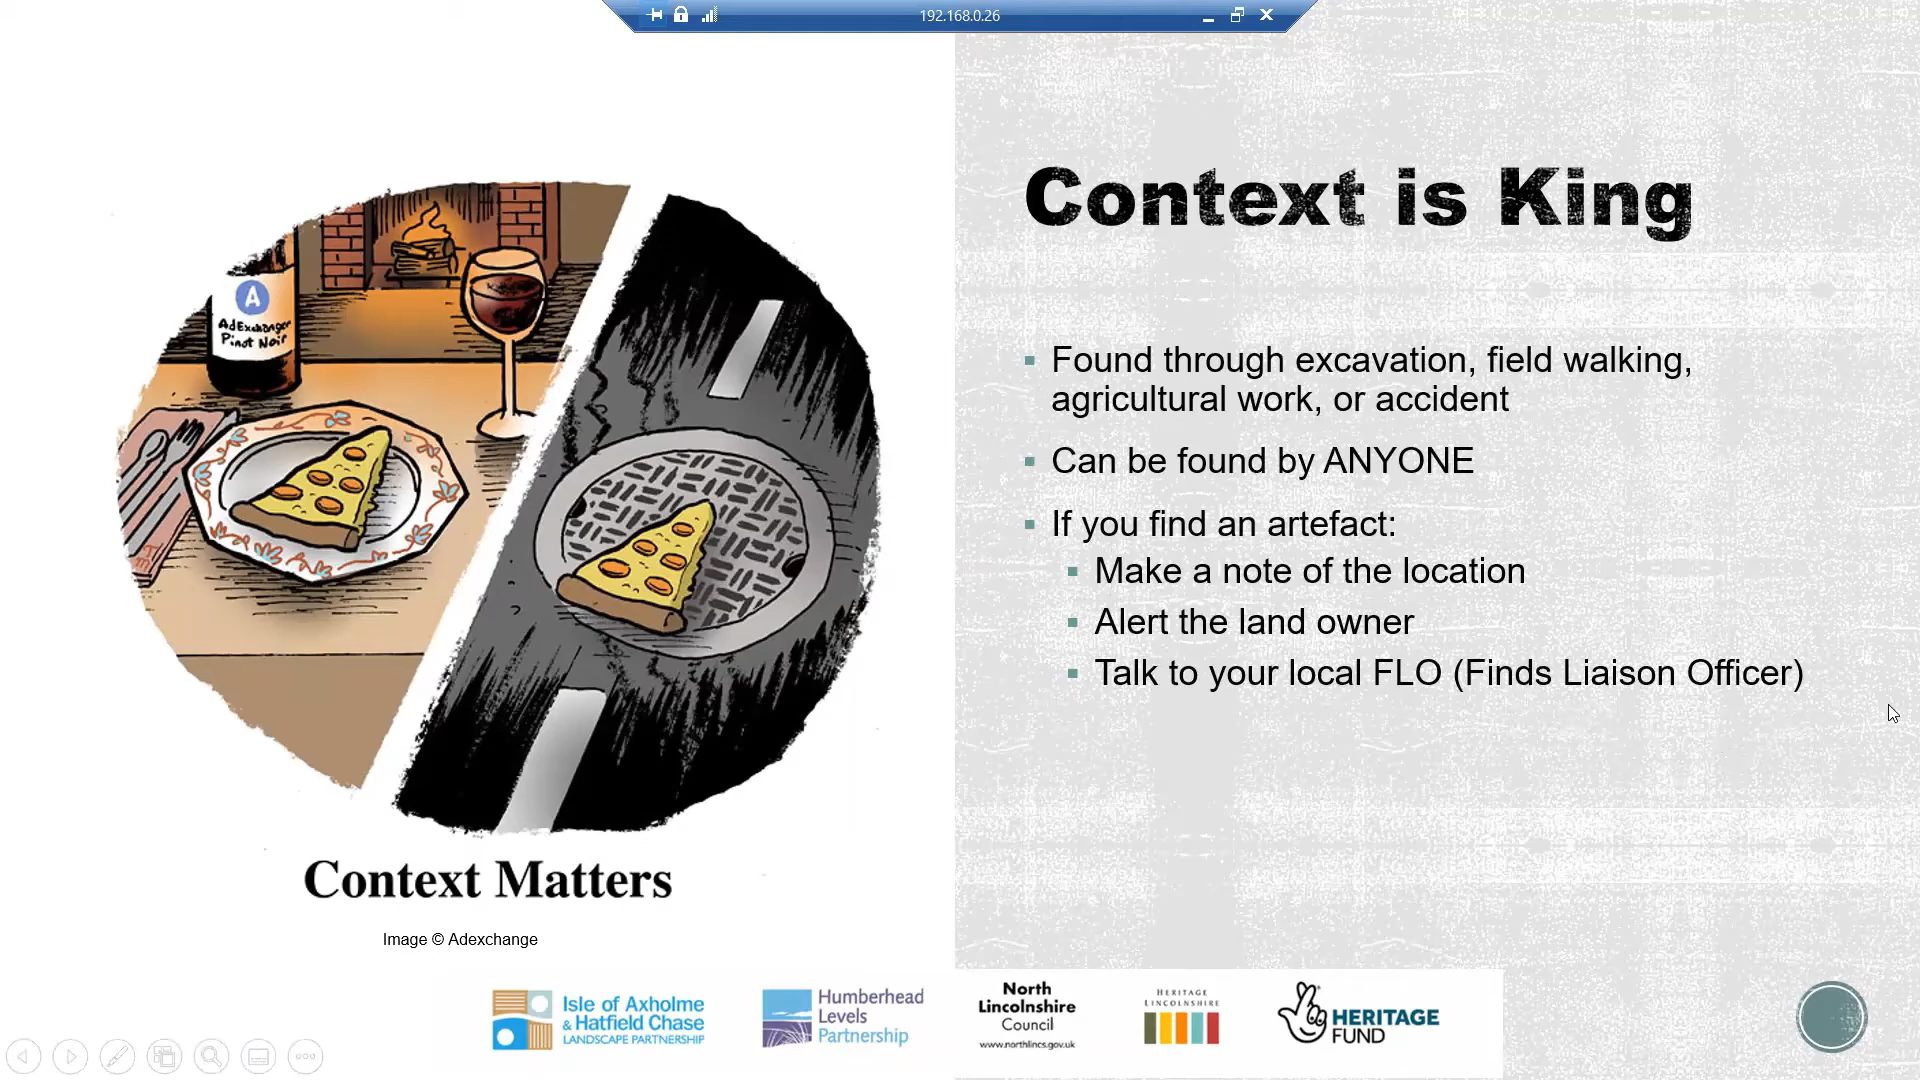 192.168.0.26
Context is King
Found through excavation, field walking,
agricultural work, or accident
Can be found by ANYONE
If you find an artefact:
Make a note of the location
Alert the land owner
Talk to your local FLO (Finds Liaison Officer)
A
AdExchanger
Pinot Noir
Context Matters
Image © Adexchange
Isle of Axholme
& Hatfield Chase
LANDSCAPE PARTNERSHIP
Humberhead
Levels
Partnership
North
Lincolnshire
Council
www.northlincs.gov.uk
HERITAGE
LINCOLNSHIRE
HERITAGE
FUND